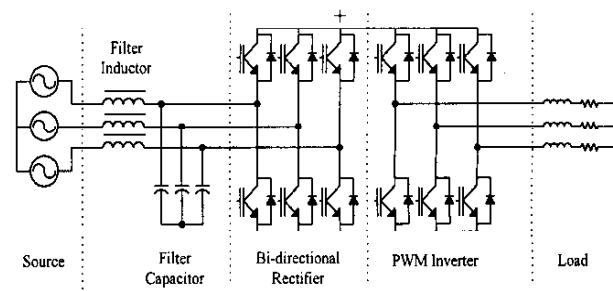 Filter
Inductor
Source
Filter
Capacitor
Bi-directional
Rectifier
PWM Inverter
Load